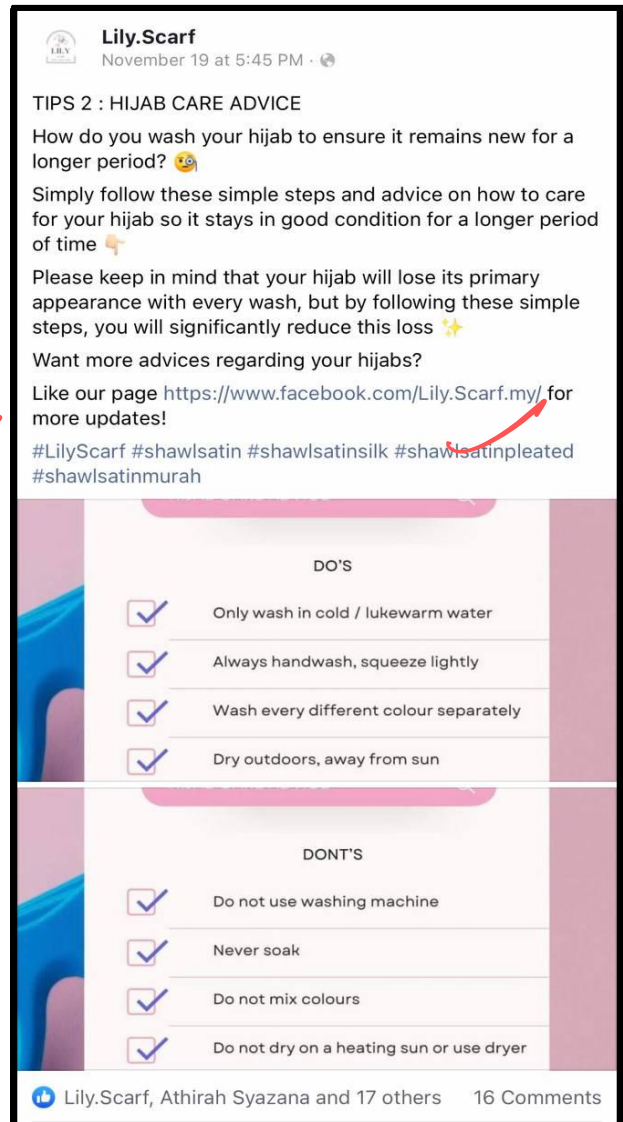 Lily.Scarf
LILY
November 19 at 5:45 PM ·
TIPS 2 : HIJAB CARE ADVICE
How do you wash your hijab to ensure it remains new for a
longer period? 🧐
Simply follow these simple steps and advice on how to care
for your hijab so it stays in good condition for a longer period
of time 👇🏻
Please keep in mind that your hijab will lose its primary
appearance with every wash, but by following these simple
steps, you will significantly reduce this loss ✨
Want more advices regarding your hijabs?
Like our page https://www.facebook.com/Lily.Scarf.my/ for
more updates!
#LilyScarf #shawlsatin #shawlsatinsilk #shawlsatinpleated
#shawlsatinmurah
DO'S
Only wash in cold / lukewarm water
Always handwash, squeeze lightly
Wash every different colour separately
Dry outdoors, away from sun
DONT'S
Do not use washing machine
Never soak
Do not mix colours
Do not dry on a heating sun or use dryer
Lily.Scarf, Athirah Syazana and 17 others 16 Comments